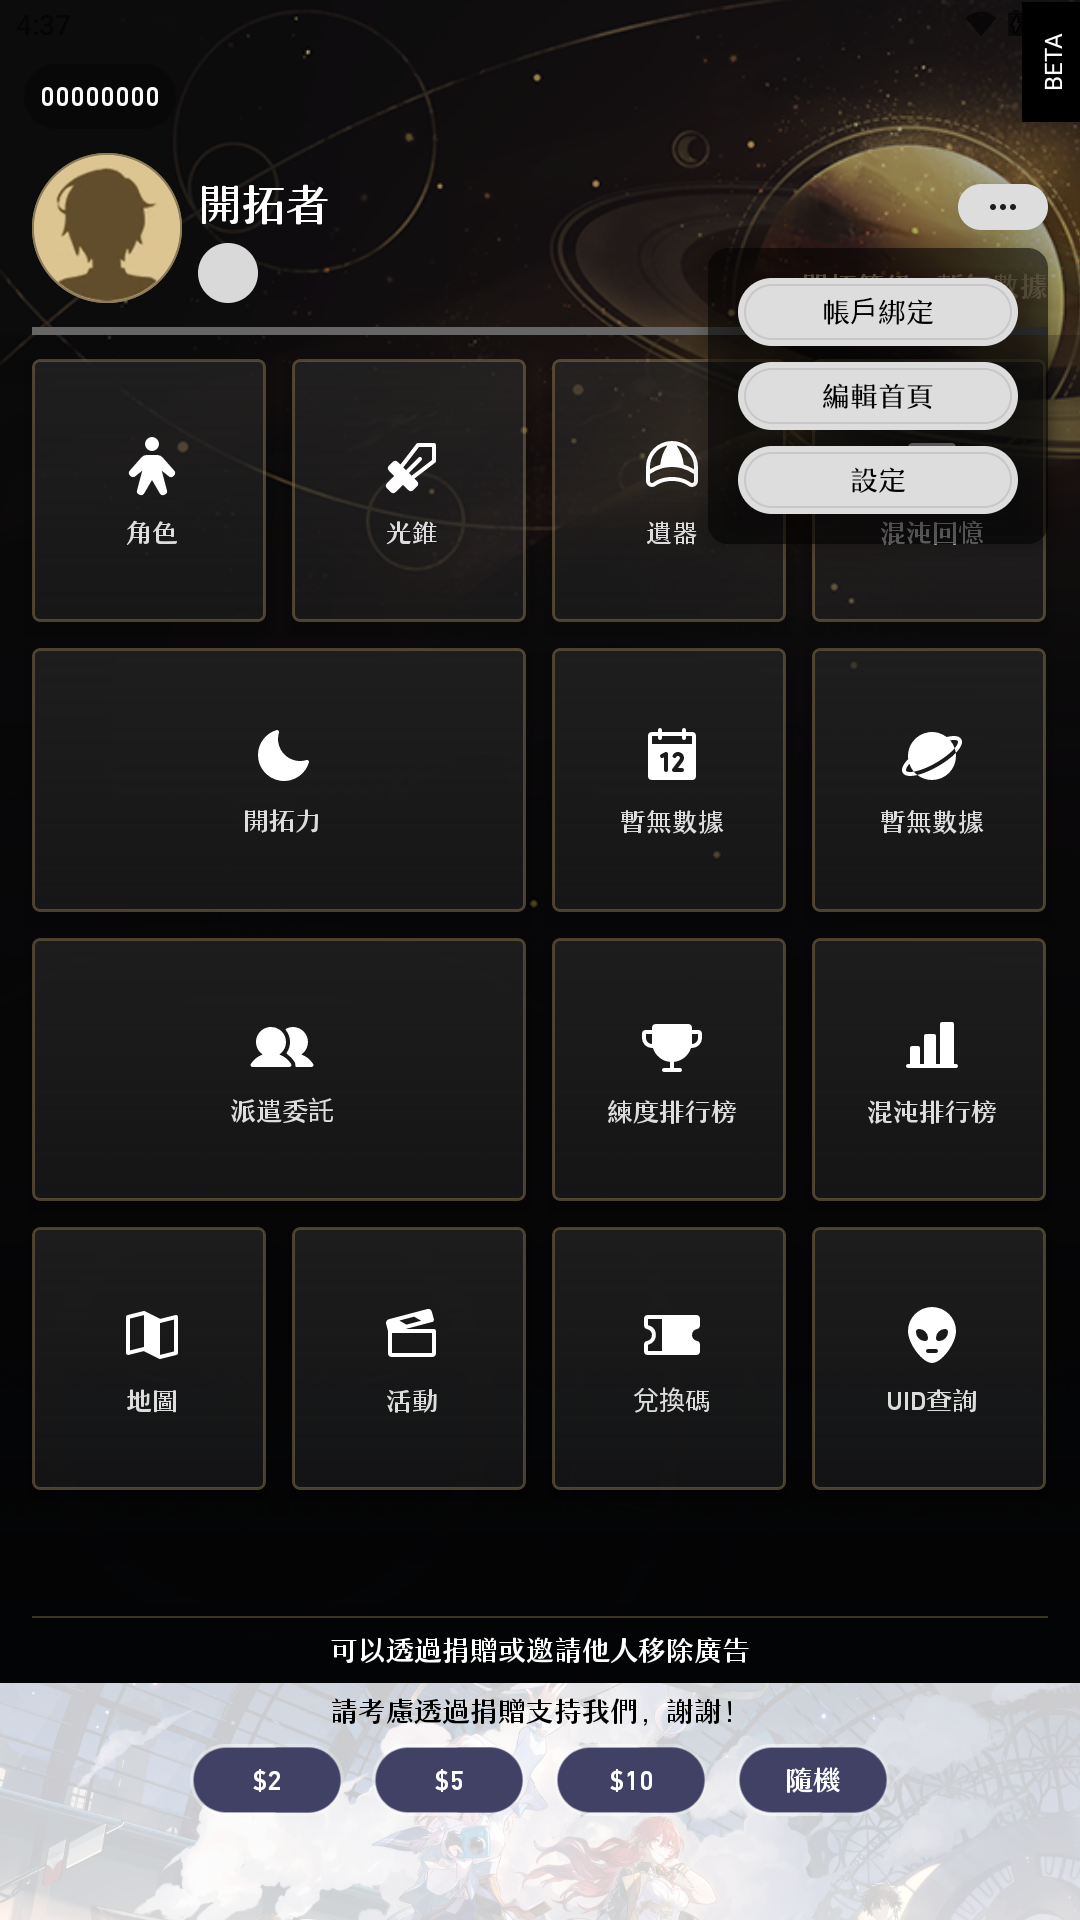 4:37
BETA
00000000
開拓者
帳戶綁定
編輯首頁
設定
角色
光錐
遺器
混沌回憶
12
開拓力
暫無數據
暫無數據
派遣委託
練度排行榜
混沌排行榜
地圖
活動
兌換碼
UID查詢
可以透過捐贈或邀請他人移除廣告
請考慮透過捐贈支持我們，謝謝！
$2
$5
$10
隨機